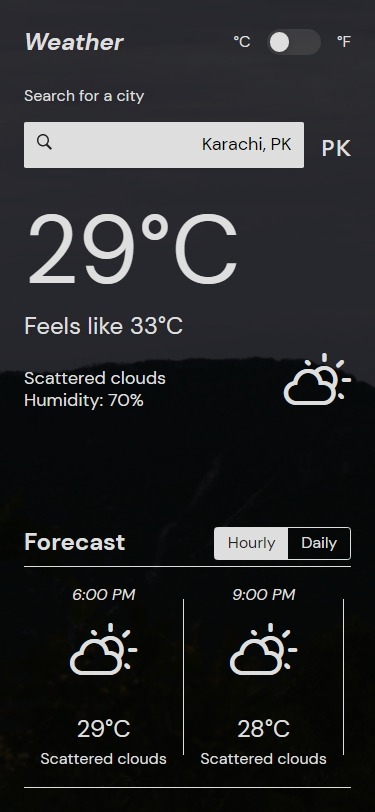 Weather
°C °F
Search for a city
Karachi, PK PK
29°C
Feels like 33°C
Scattered clouds
Humidity: 70%
Forecast
Hourly Daily
6:00 PM 9:00 PM
29°C 28°C
Scattered clouds Scattered clouds